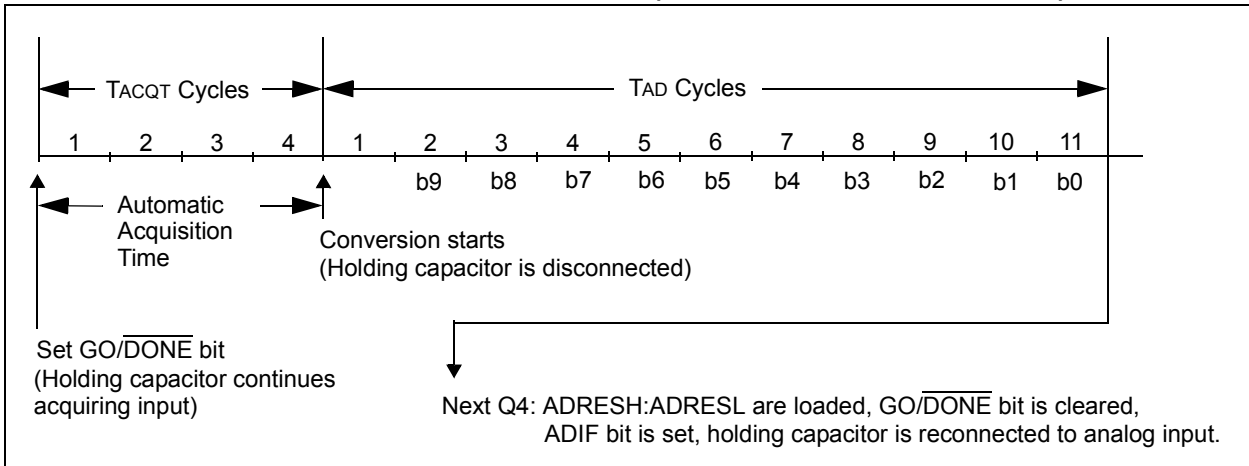 TACQT Cycles TAD Cycles
1 2 3 4 1 2 3 4 5 6 7 8 9 10 11
b9 b8 b7 b6 b5 b4 b3 b2 b1 b0
Automatic
Acquisition
Time
Conversion starts
(Holding capacitor is disconnected)
Set GO/DONE bit
(Holding capacitor continues
acquiring input)
Next Q4: ADRESH:ADRESL are loaded, GO/DONE bit is cleared,
ADIF bit is set, holding capacitor is reconnected to analog input.